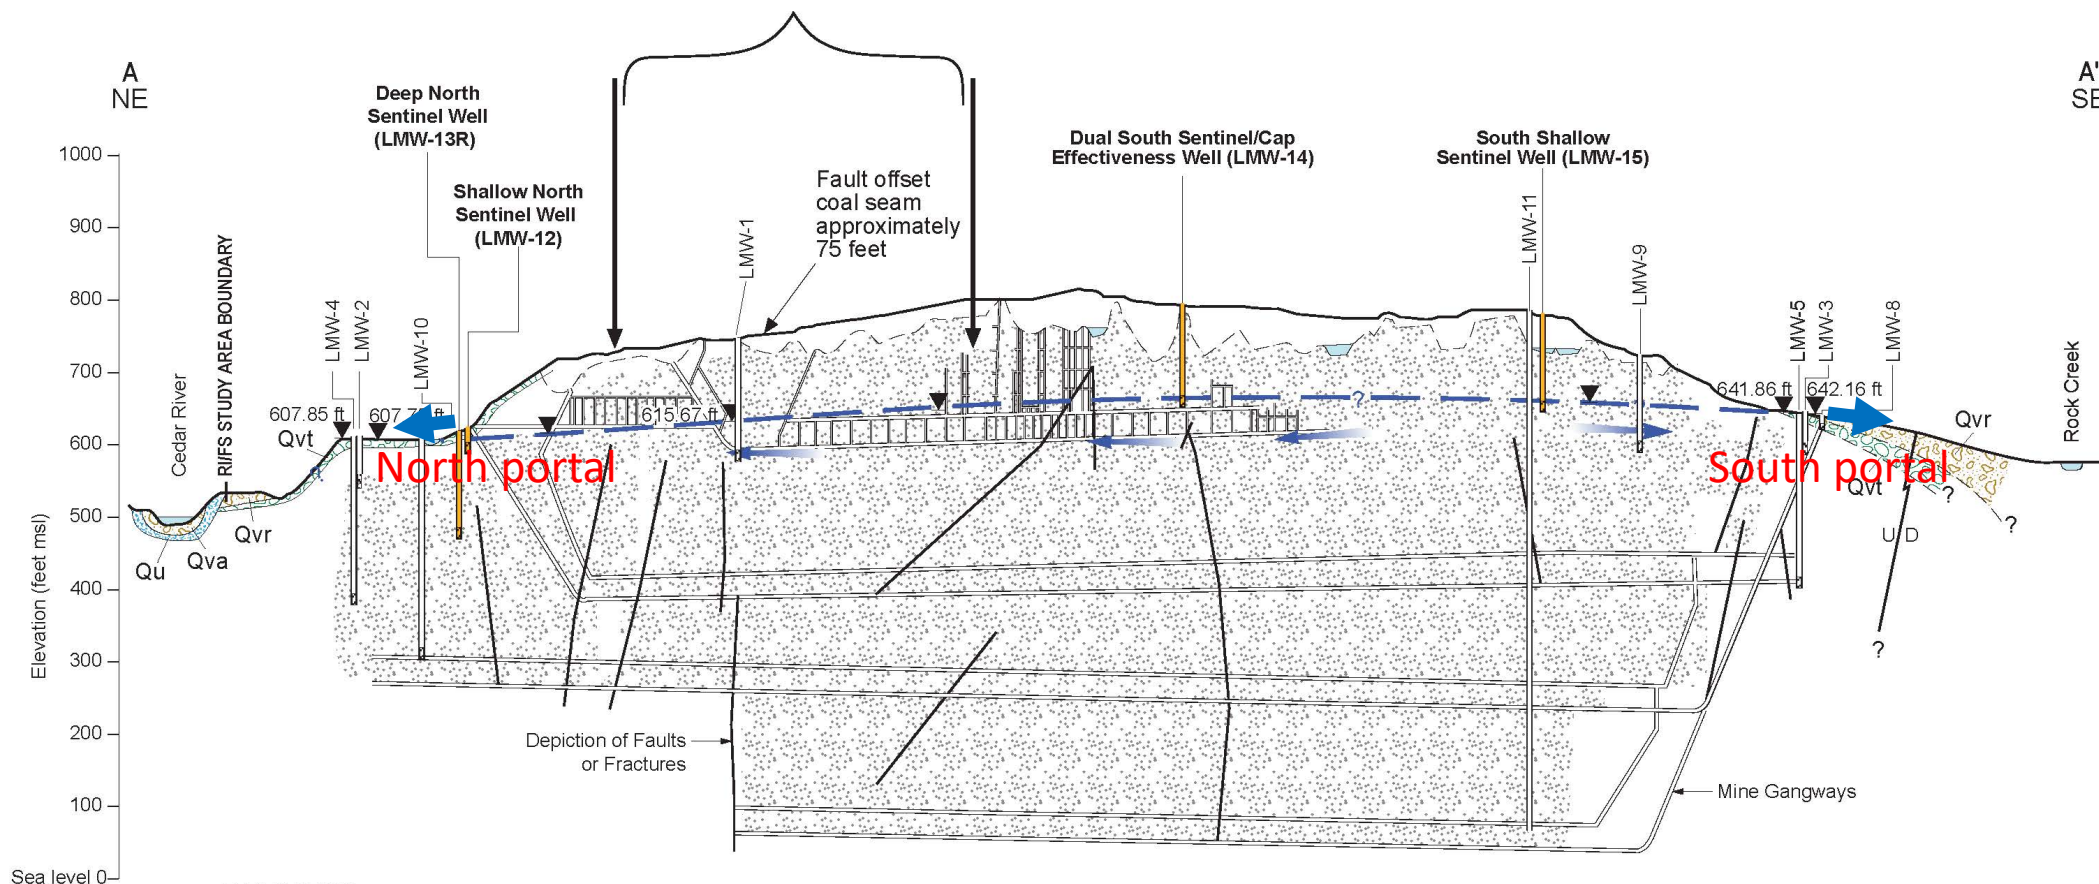 A
NE
A'
SE
Deep North
Sentinel Well
(LMW-13R)
Shallow North
Sentinel Well
(LMW-12)
Fault offset
coal seam
approximately
75 feet
Dual South Sentinel/Cap
Effectiveness Well (LMW-14)
South Shallow
Sentinel Well (LMW-15)
Elevation (feet msl)
1000
900
800
700
600
500
400
300
200
100
Sea level 0
Cedar River
RI/FS STUDY AREA BOUNDARY
LMW-4
LMW-2
LMW-10
LMW-1
LMW-11
LMW-9
LMW-5
LMW-3
LMW-8
Rock Creek
607.85 ft
615.67 ft
641.86 ft
642.16 ft
North portal
South portal
Qvt
?
Qvr
Qva
Qu
?
Qvr
Qvt
?
?
U D
?
Depiction of Faults
or Fractures
Mine Gangways